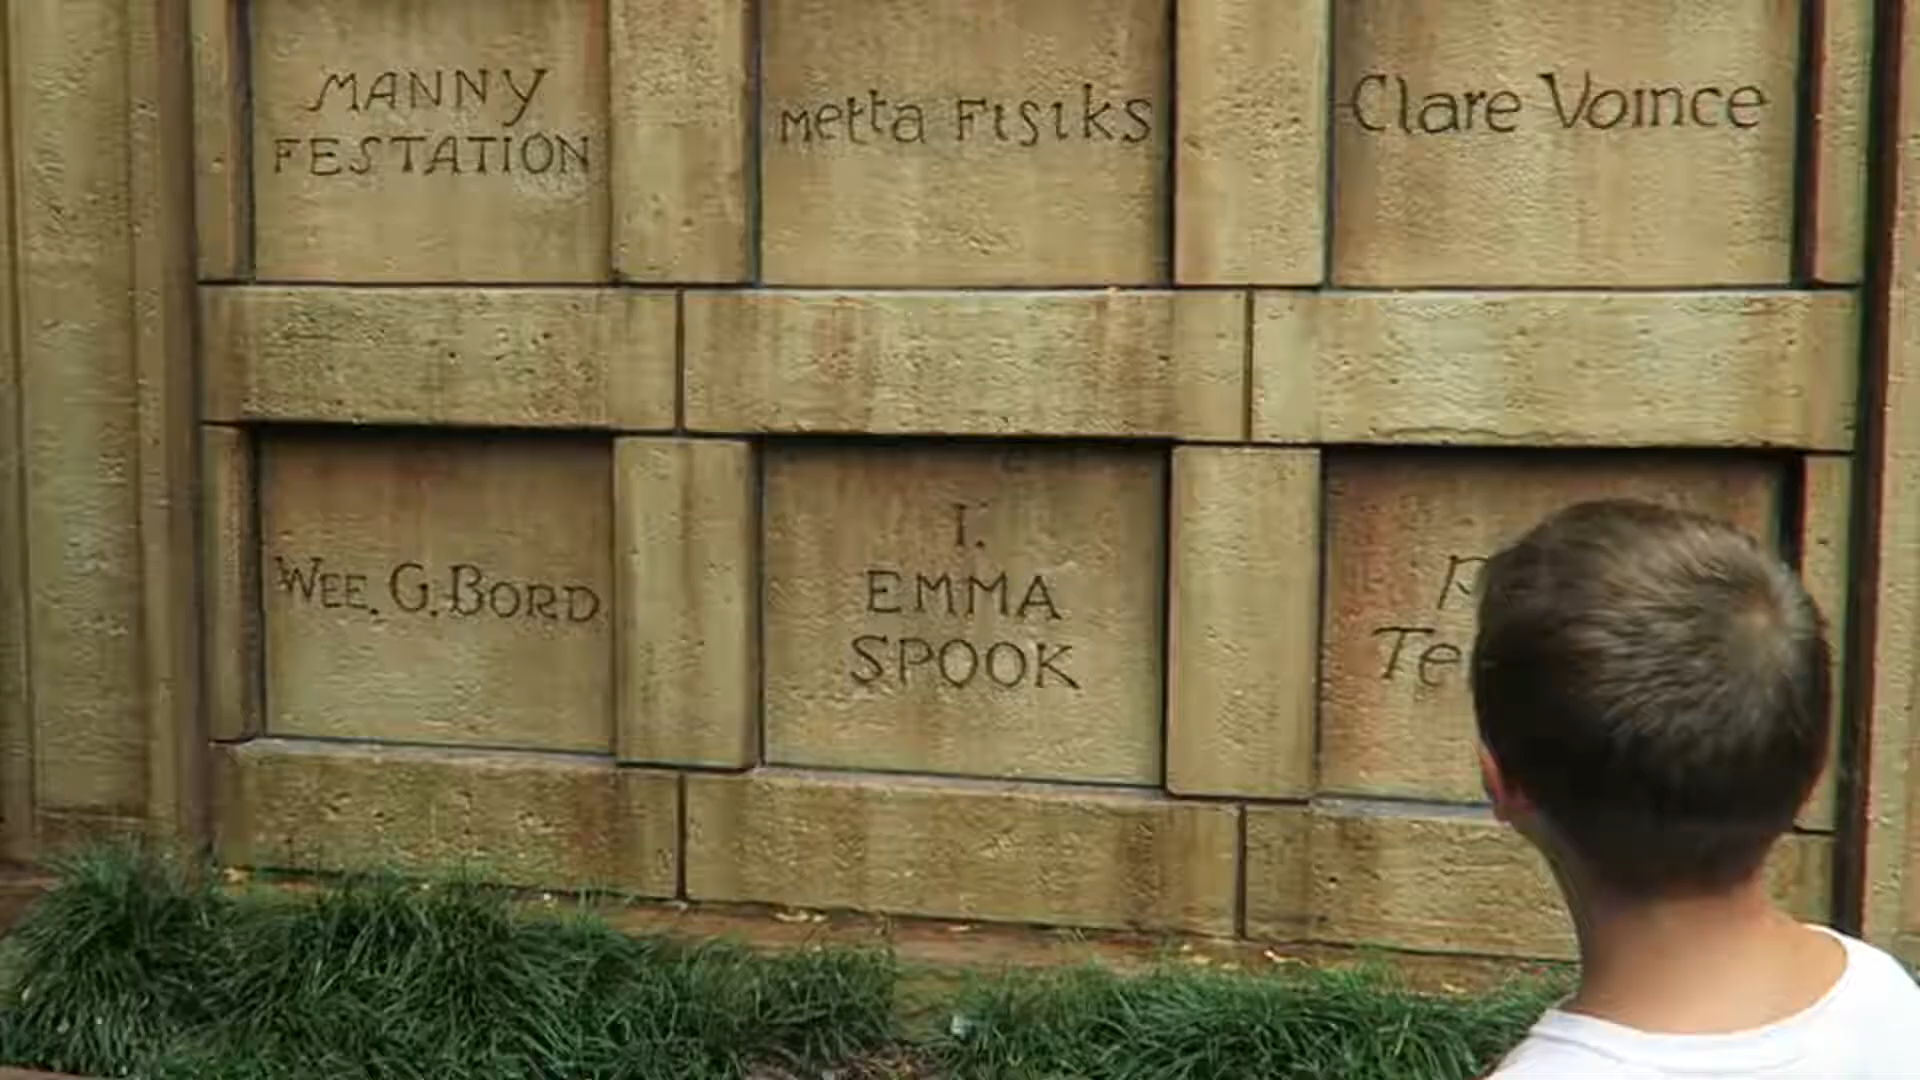 MANNY
FESTATION
Metta Fisiks
Clare Voince
WEE. G. BORD
I.
EMMA
SPOOK